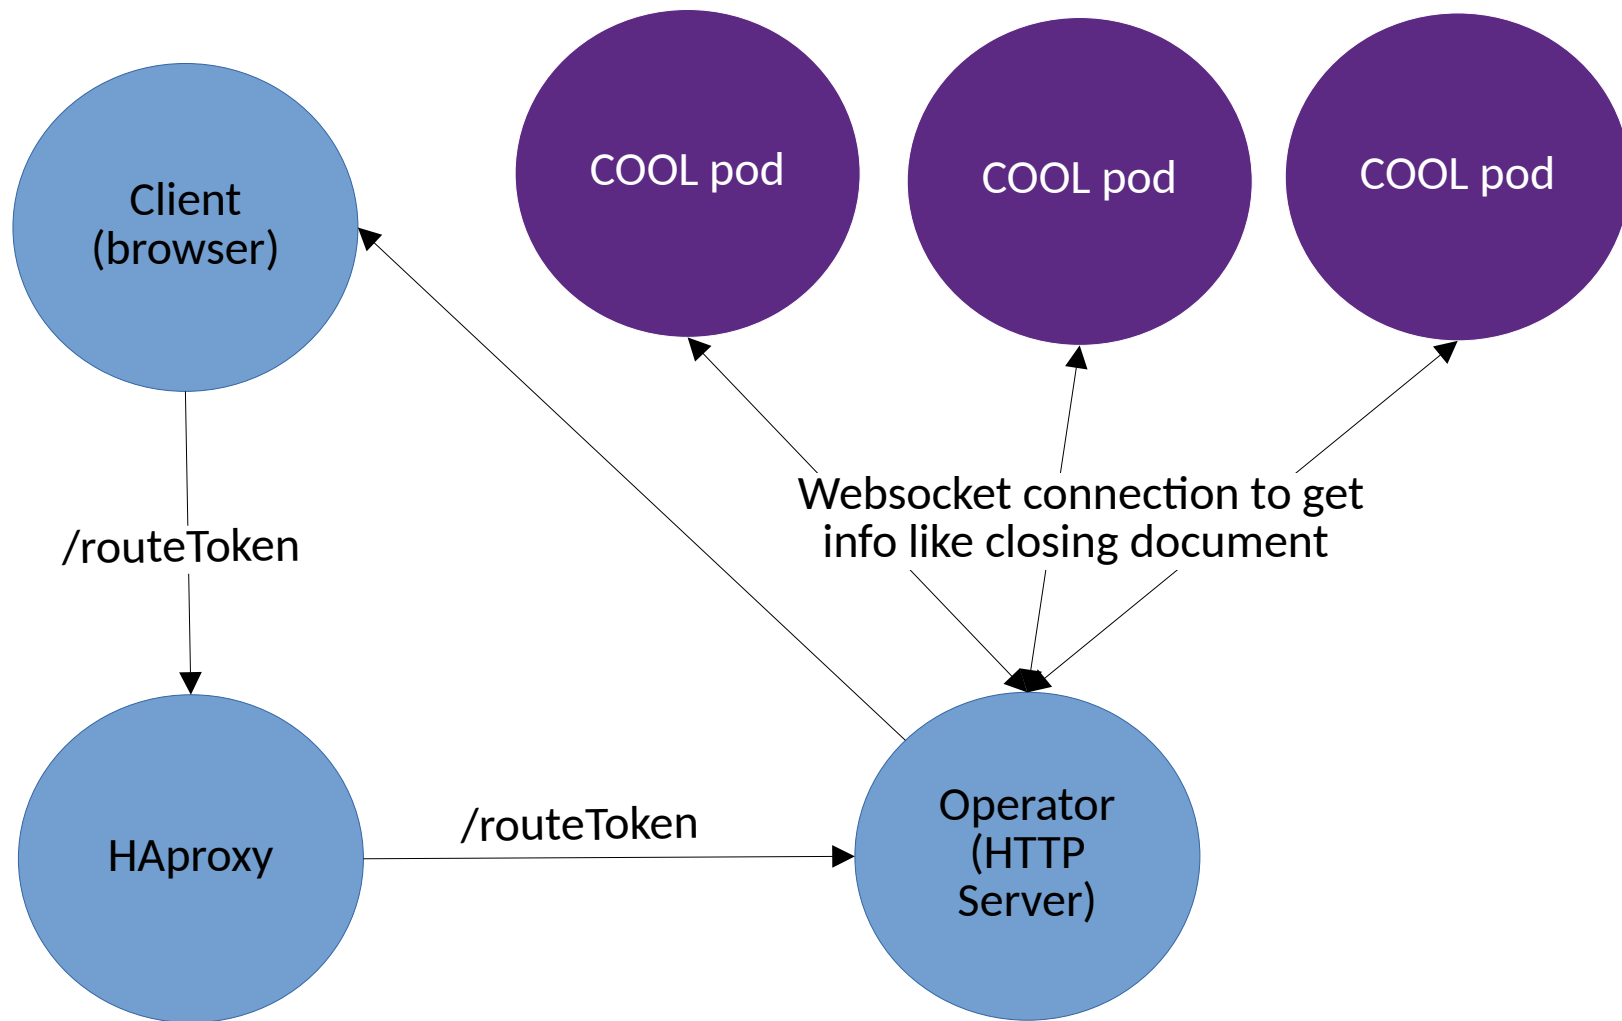 COOL pod
COOL pod
COOL pod
Client
(browser)
Websocket connection to get
info like closing document
/routeToken
/routeToken
HAproxy
Operator
(HTTP
Server)